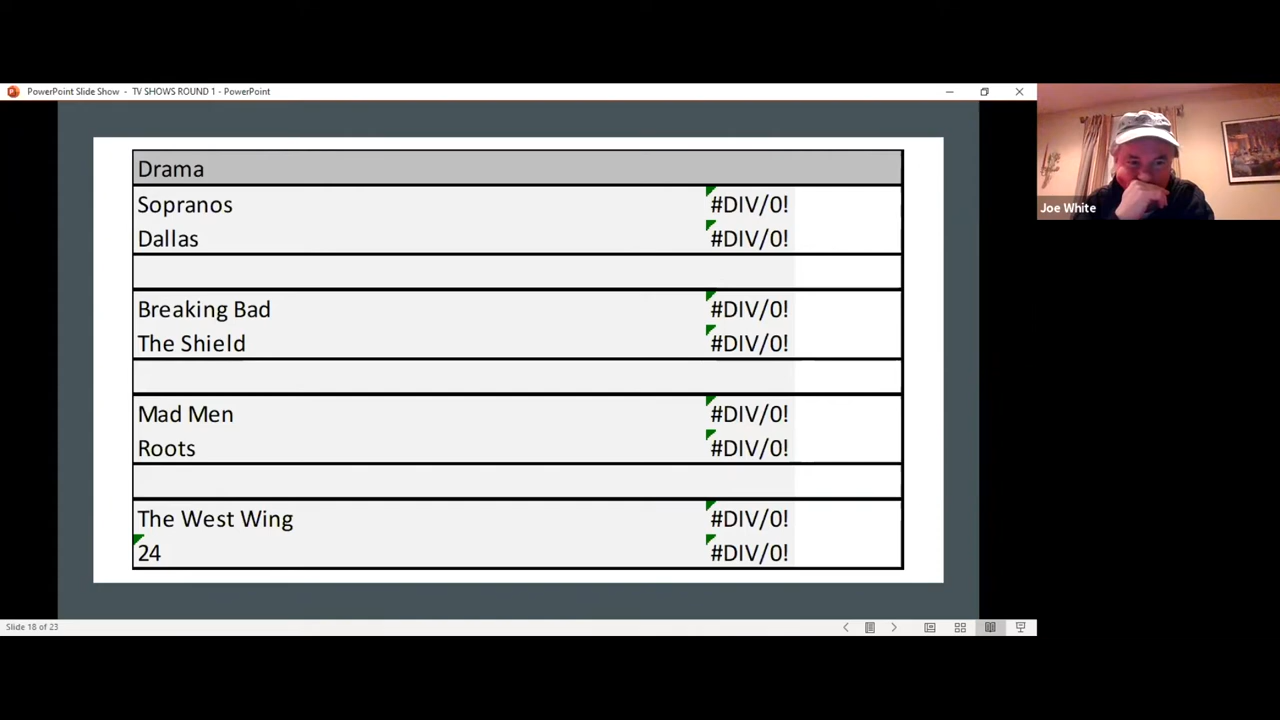 PowerPoint Slide Show - TV SHOWS ROUND 1 - PowerPoint
Drama
Sopranos #DIV/0!
Dallas #DIV/0!
Breaking Bad #DIV/0!
The Shield #DIV/0!
Mad Men #DIV/0!
Roots #DIV/0!
The West Wing #DIV/0!
24 #DIV/0!
Joe White
Slide 18 of 23